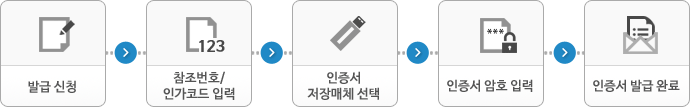 발급 신청
123
참조번호/
인가코드 입력
인증서
저장매체 선택
***
인증서 암호 입력
인증서 발급 완료